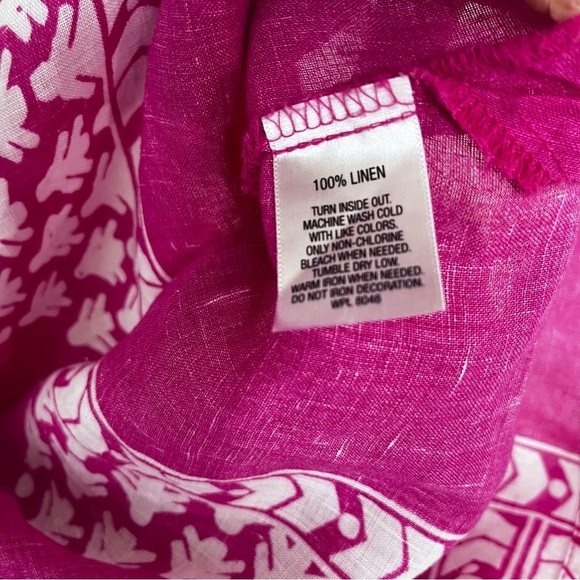 100% LINEN
TURN INSIDE OUT.
MACHINE WASH COLD
WITH LIKE COLORS.
ONLY NON-CHLORINE
BLEACH WHEN NEEDED.
TUMBLE DRY LOW.
WARM IRON WHEN NEEDED.
DO NOT IRON DECORATION.
WPL 8046